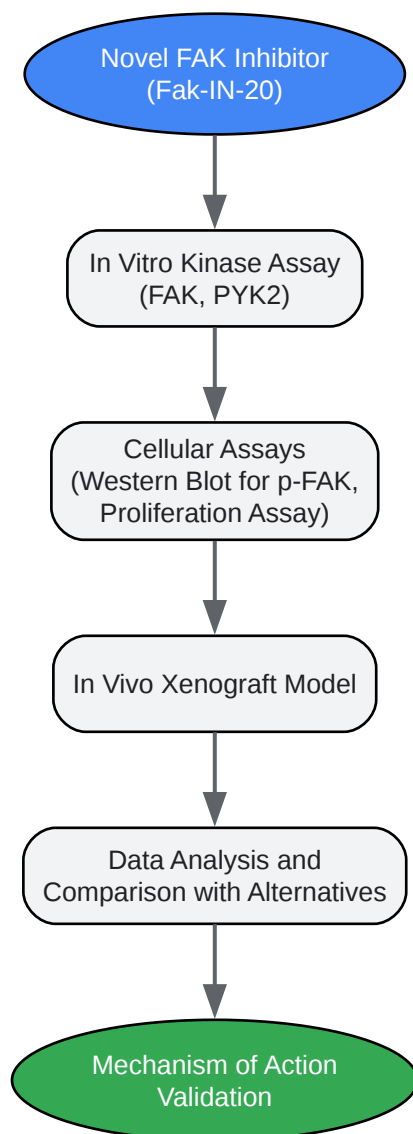 Novel FAK Inhibitor
(Fak-IN-20)
In Vitro Kinase Assay
(FAK, PYK2)
Cellular Assays
(Western Blot for p-FAK,
Proliferation Assay)
In Vivo Xenograft Model
Data Analysis and
Comparison with Alternatives
Mechanism of Action
Validation